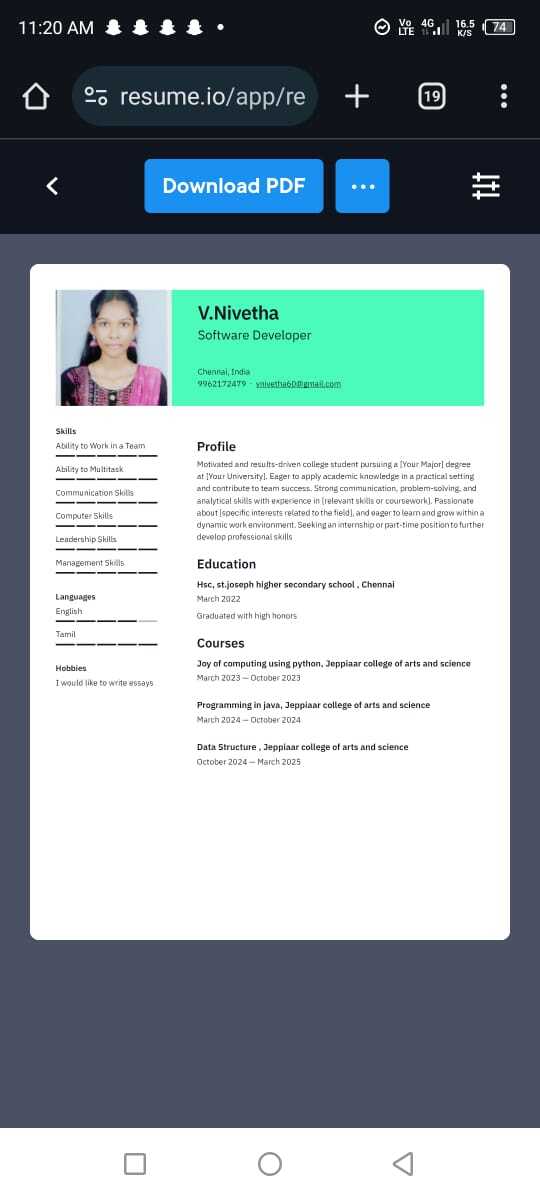 11:20 AM
Vo LTE 4G 16.5 K/S 74
resume.io/app/re
19
Download PDF
V.Nivetha
Software Developer
Chennai, India
9962172479 · vnivetha60@gmail.com
Skills
Ability to Work in a Team
Ability to Multitask
Communication Skills
Computer Skills
Leadership Skills
Management Skills
Languages
English
Tamil
Hobbies
I would like to write essays
Profile
Motivated and results-driven college student pursuing a [Your Major] degree
at [Your University]. Eager to apply academic knowledge in a practical setting
and contribute to team success. Strong communication, problem-solving, and
analytical skills with experience in [relevant skills or coursework]. Passionate
about [specific interests related to the field], and eager to learn and grow within a
dynamic work environment. Seeking an internship or part-time position to further
develop professional skills
Education
Hsc, st.joseph higher secondary school , Chennai
March 2022
Graduated with high honors
Courses
Joy of computing using python, Jeppiaar college of arts and science
March 2023 — October 2023
Programming in java, Jeppiaar college of arts and science
March 2024 — October 2024
Data Structure , Jeppiaar college of arts and science
October 2024 — March 2025